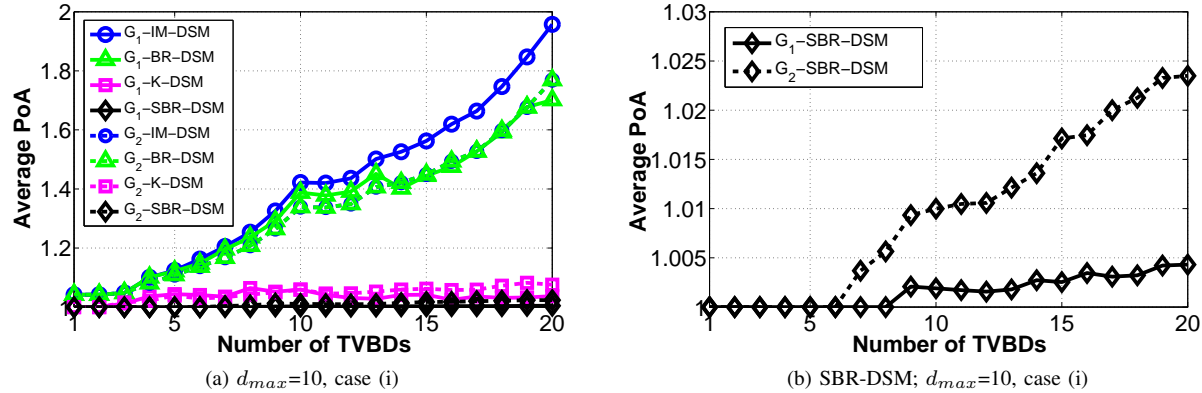 2
1.8
1.6
1.4
1.2
1
1 5 10 15 20
Average PoA
Number of TVBDs
G1−IM−DSM
G1−BR−DSM
G1−K−DSM
G1−SBR−DSM
G2−IM−DSM
G2−BR−DSM
G2−K−DSM
G2−SBR−DSM
(a) dmax=10, case (i)
1.03
1.025
1.02
1.015
1.01
1.005
1
1 5 10 15 20
Average PoA
Number of TVBDs
G1−SBR−DSM
G2−SBR−DSM
(b) SBR-DSM; dmax=10, case (i)